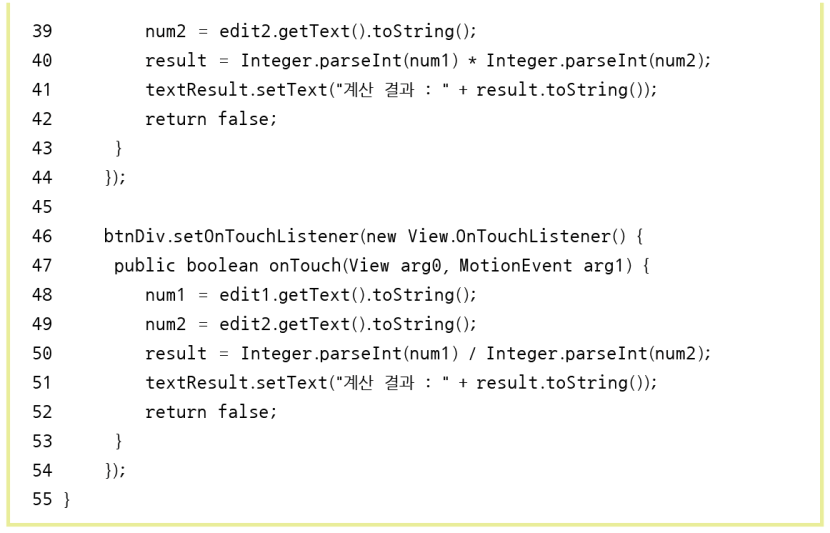 39 num2 = edit2.getText().toString();
40 result = Integer.parseInt(num1) * Integer.parseInt(num2);
41 textResult.setText("계산 결과 : " + result.toString());
42 return false;
43 }
44 });
45
46 btnDiv.setOnTouchListener(new View.OnTouchListener() {
47 public boolean onTouch(View arg0, MotionEvent arg1) {
48 num1 = edit1.getText().toString();
49 num2 = edit2.getText().toString();
50 result = Integer.parseInt(num1) / Integer.parseInt(num2);
51 textResult.setText("계산 결과 : " + result.toString());
52 return false;
53 }
54 });
55 }